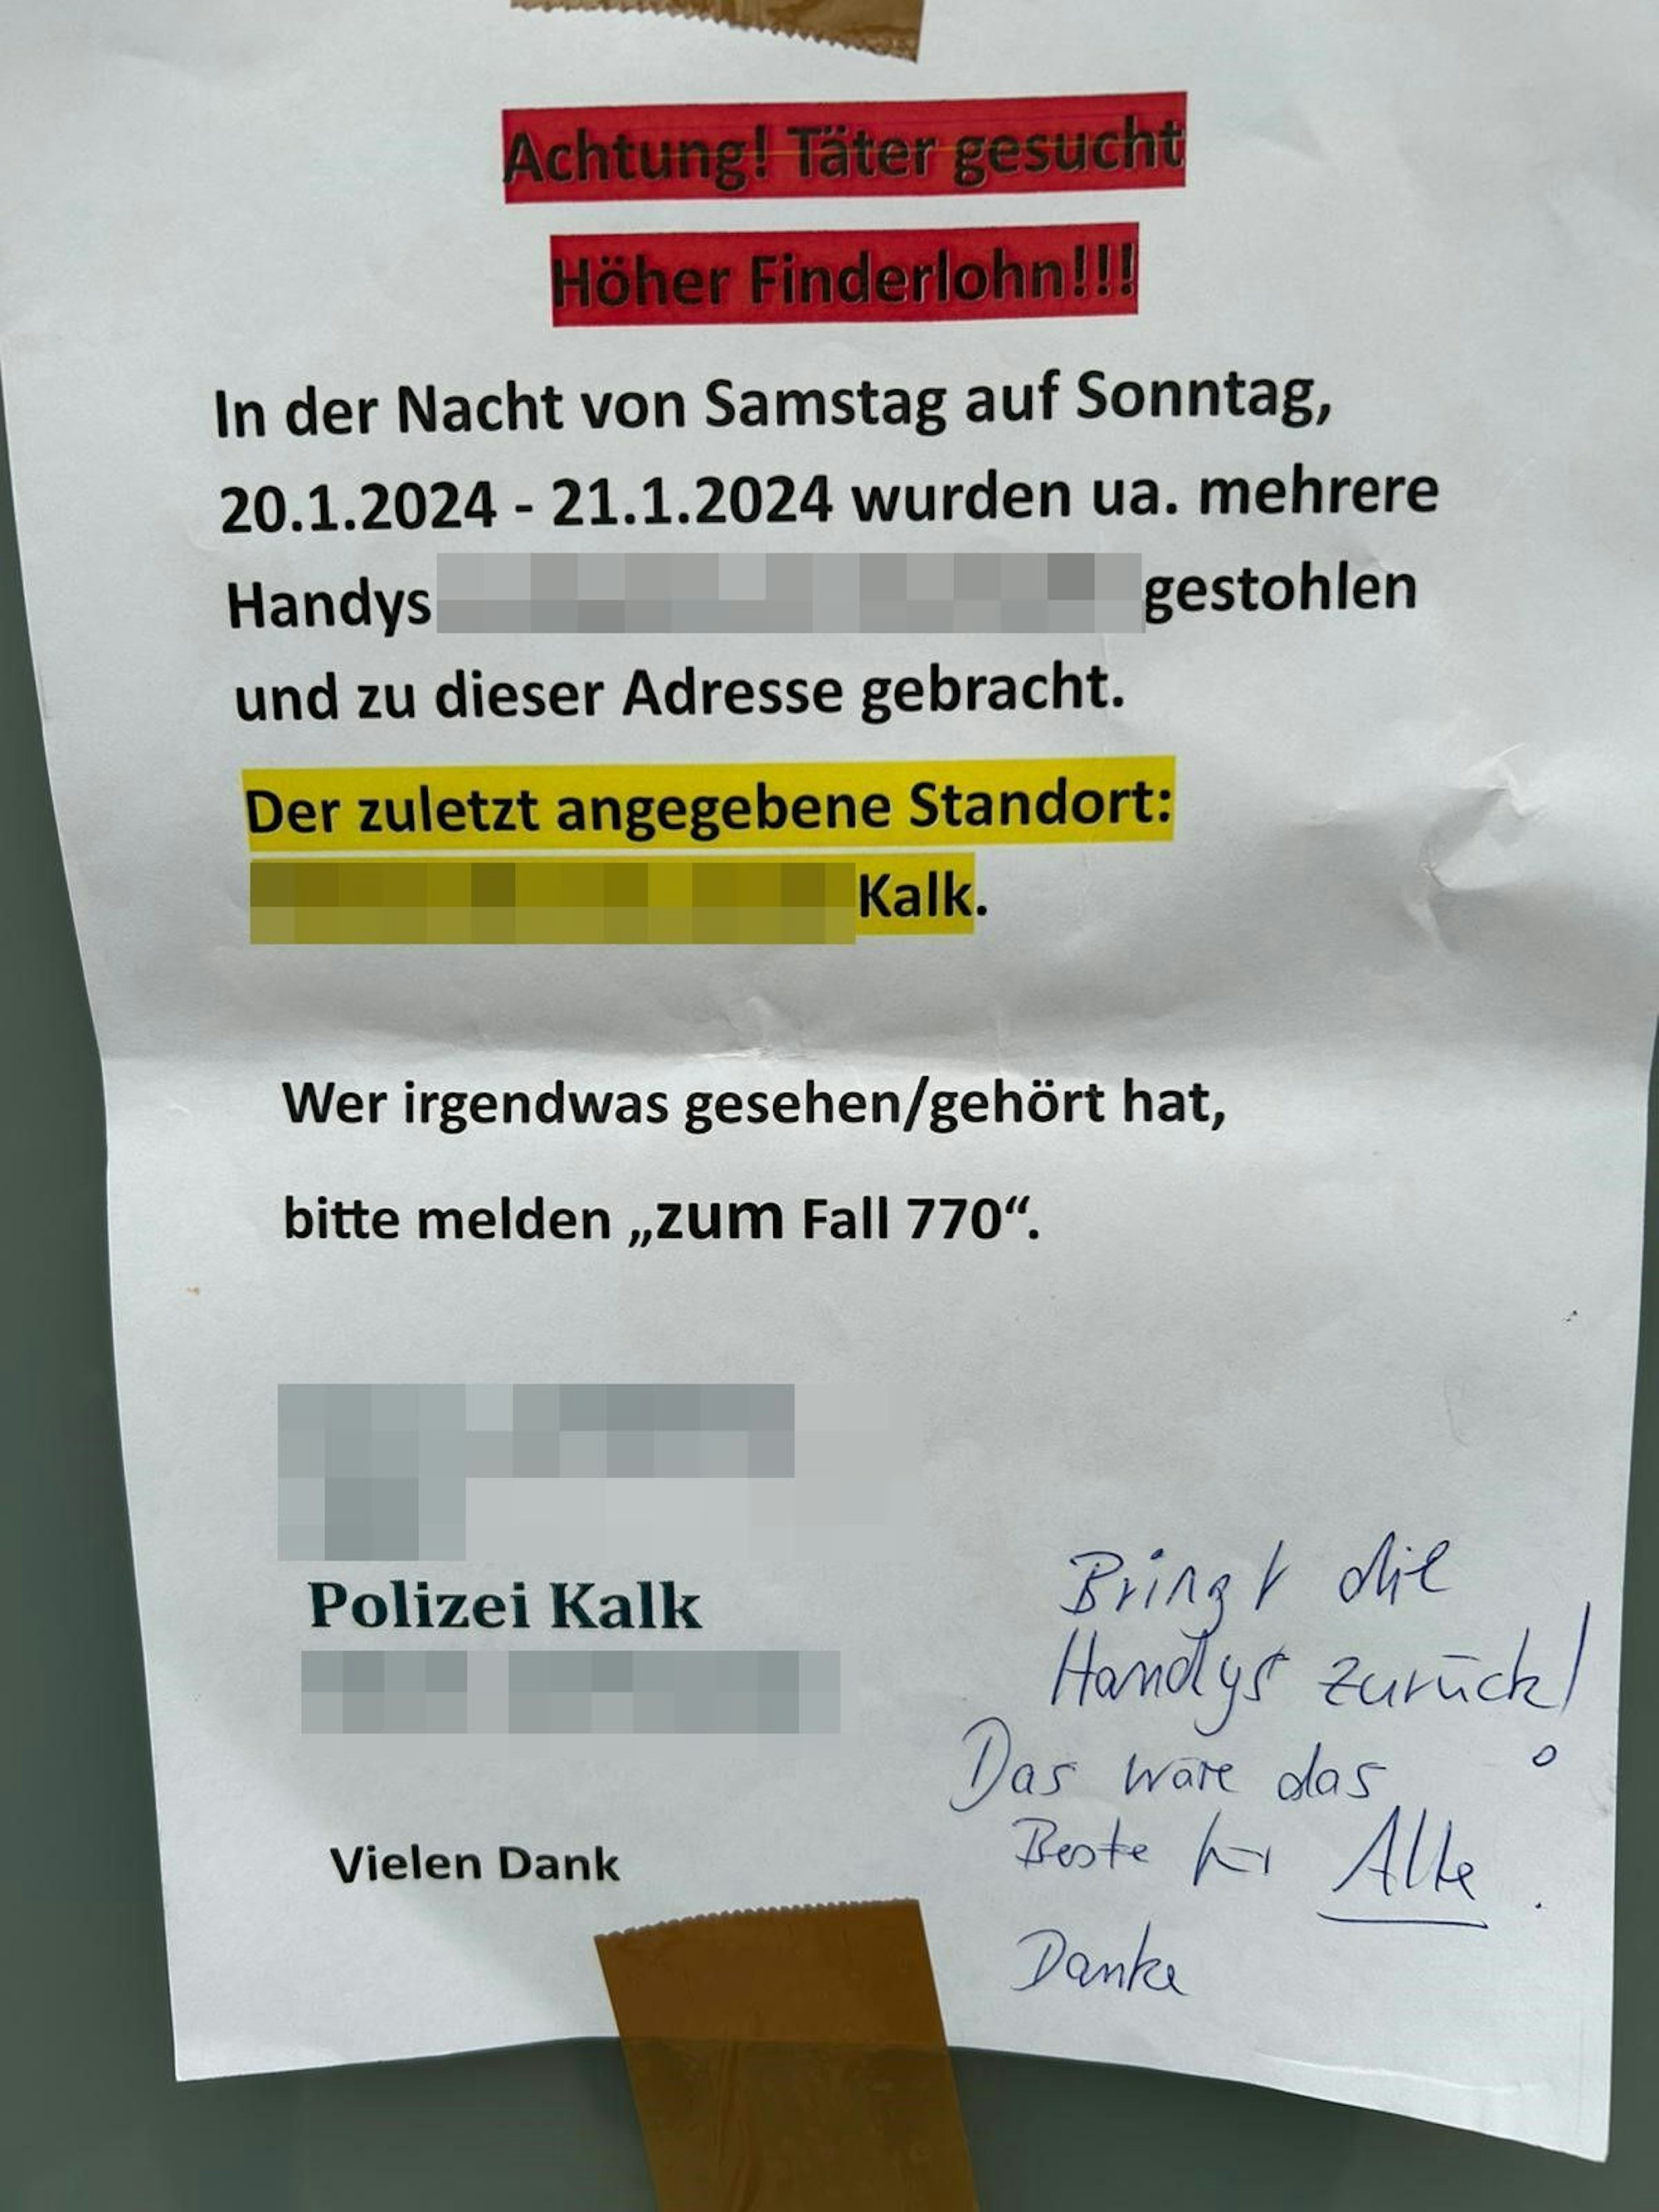 Achtung! Täter gesucht
Höher Finderlohn!!!
In der Nacht von Samstag auf Sonntag,
20.1.2024 - 21.1.2024 wurden ua. mehrere
Handys gestohlen
und zu dieser Adresse gebracht.
Der zuletzt angegebene Standort:
Kalk.
Wer irgendwas gesehen/gehört hat,
bitte melden „zum Fall 770“.
Polizei Kalk
Vielen Dank
Bringt die
Handys zurück!
Das wäre das
Beste für Alle.
Danke